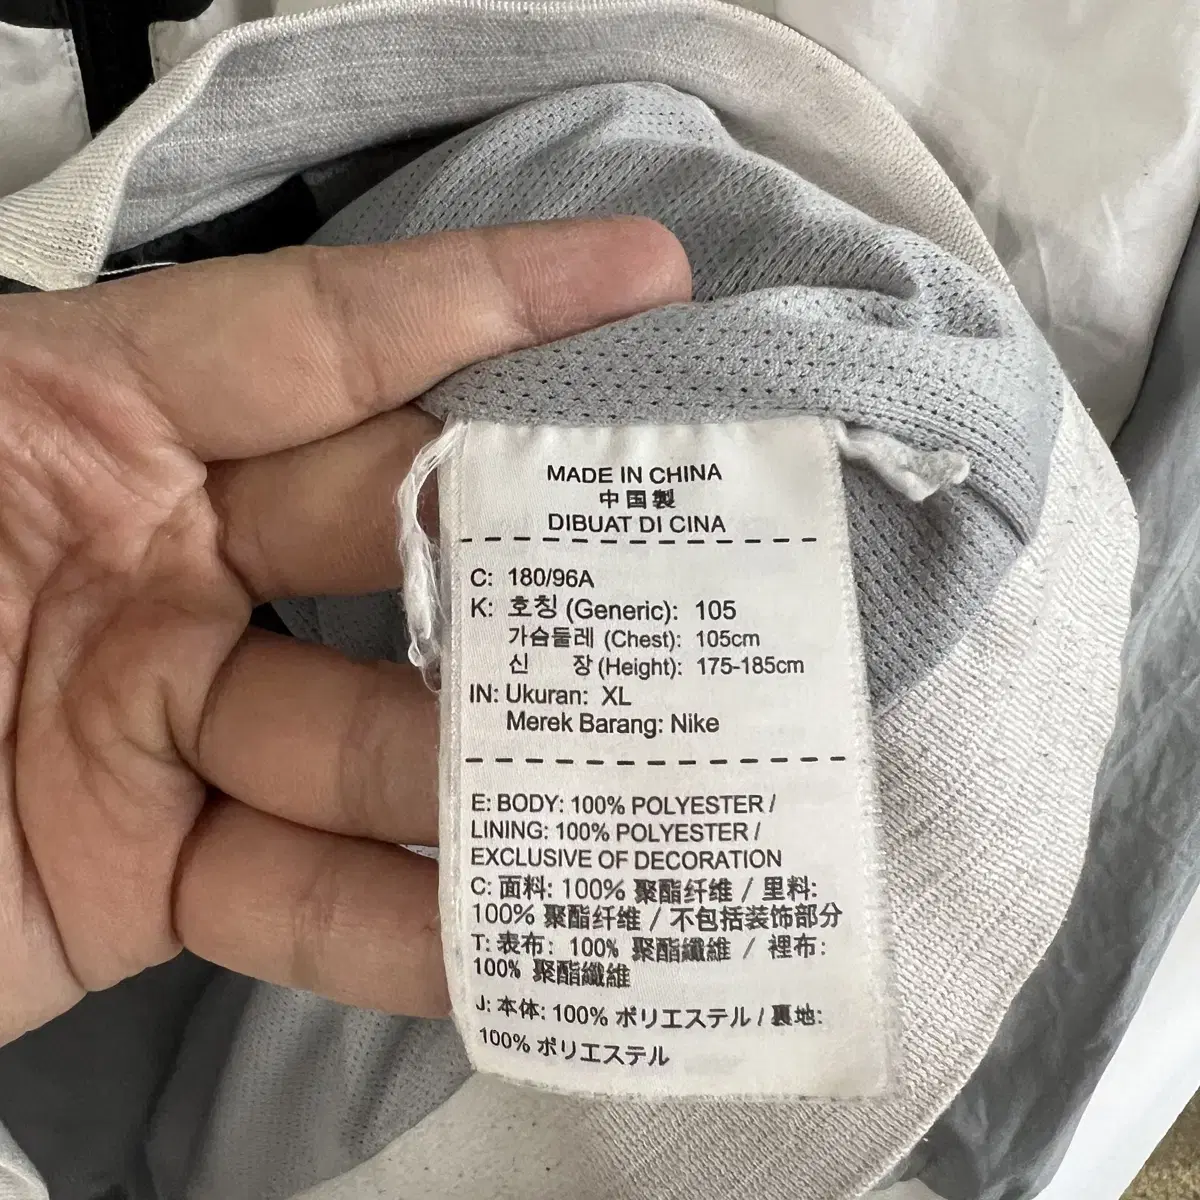 MADE IN CHINA
中国製
DIBUAT DI CINA
C: 180/96A
K: 호칭 (Generic): 105
가슴둘레 (Chest): 105cm
신 장 (Height): 175-185cm
IN: Ukuran: XL
Merek Barang: Nike
E: BODY: 100% POLYESTER /
LINING: 100% POLYESTER /
EXCLUSIVE OF DECORATION
C: 面料: 100% 聚酯纤维 / 里料:
100% 聚酯纤维 / 不包括装饰部分
T: 表布: 100% 聚酯纖維 / 裡布:
100% 聚酯纖維
J: 本体: 100% ポリエステル / 裏地:
100% ポリエステル